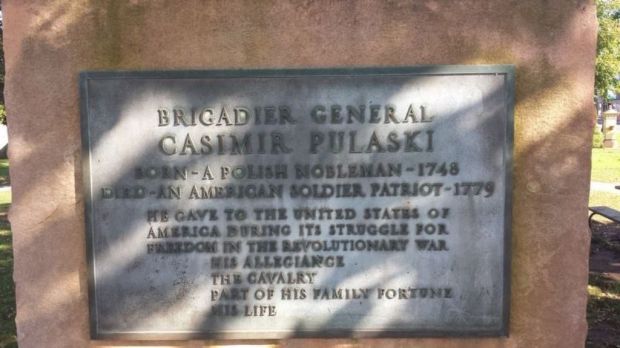 BRIGADIER GENERAL
CASIMIR PULASKI
BORN-A POLISH NOBLEMAN-1748
DIED-AN AMERICAN SOLDIER PATRIOT-1779
HE GAVE TO THE UNITED STATES OF
AMERICA DURING ITS STRUGGLE FOR
FREEDOM IN THE REVOLUTIONARY WAR
HIS ALLEGIANCE
THE CAVALRY
PART OF HIS FAMILY FORTUNE
HIS LIFE